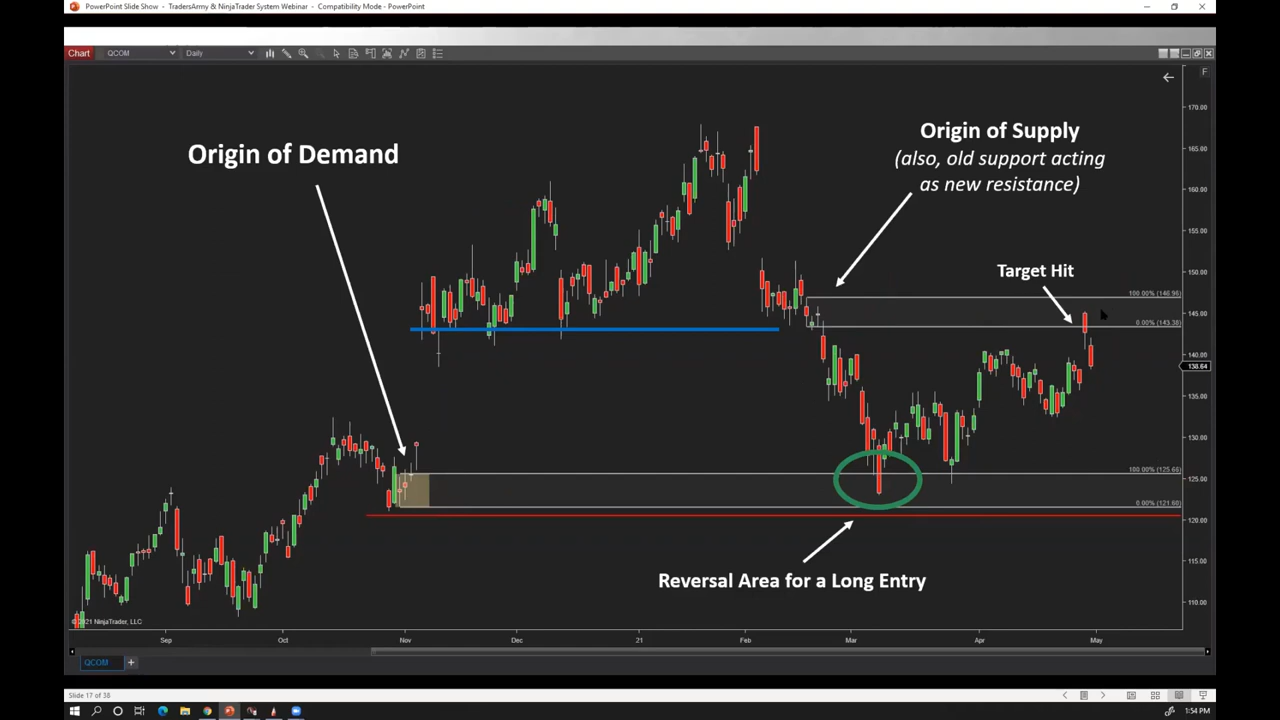 PowerPoint Slide Show - TradersArmy & NinjaTrader System Webinar - Compatibility Mode - PowerPoint
Chart QCOM Daily
F
Origin of Demand
Origin of Supply
(also, old support acting
as new resistance)
Target Hit
100.00% (146.96)
0.00% (143.38)
100.00% (125.66)
0.00% (121.60)
Reversal Area for a Long Entry
170.00
165.00
160.00
155.00
150.00
145.00
140.00
138.64
135.00
130.00
125.00
120.00
115.00
110.00
© 2021 NinjaTrader, LLC
Sep Oct Nov Dec 21 Feb Mar Apr May
QCOM
Slide 17 of 38
1:54 PM